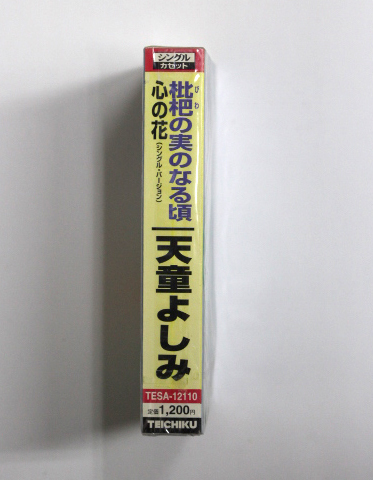 シングル
カセット
枇杷の実のなる頃
びわ
心の花
(シングル・バージョン)
天童よしみ
TESA-12110
定価1,200円
TEICHIKU